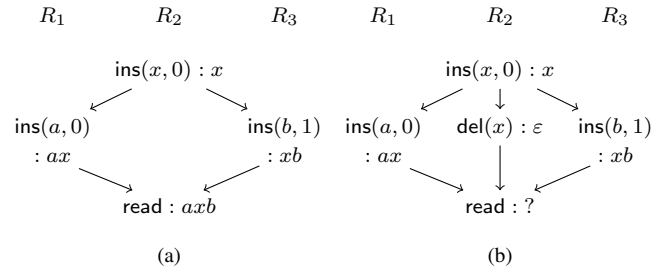 R₁ R₂ R₃ R₁ R₂ R₃
ins(x, 0) : x ins(x, 0) : x
ins(a, 0) ins(b, 1) ins(a, 0) del(x) : ε ins(b, 1)
: ax : xb : ax : xb
read : axb read : ?
(a) (b)